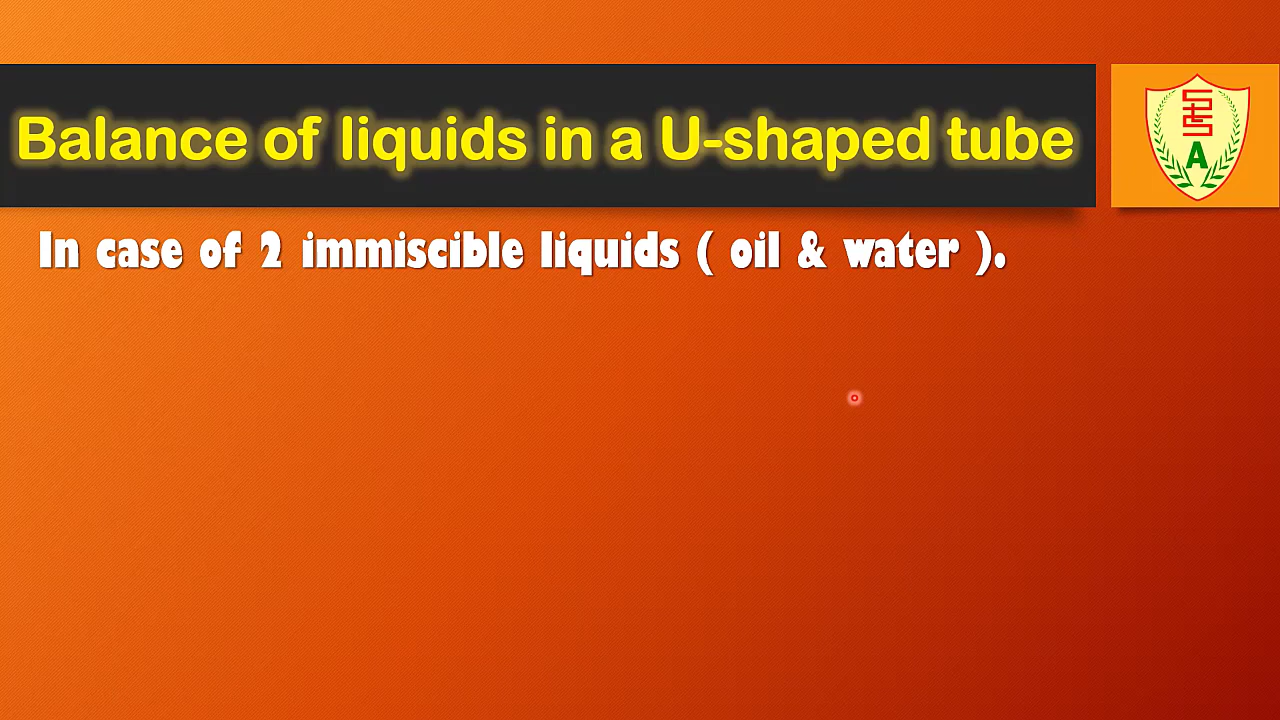 Balance of liquids in a U-shaped tube
A
In case of 2 immiscible liquids ( oil & water ).